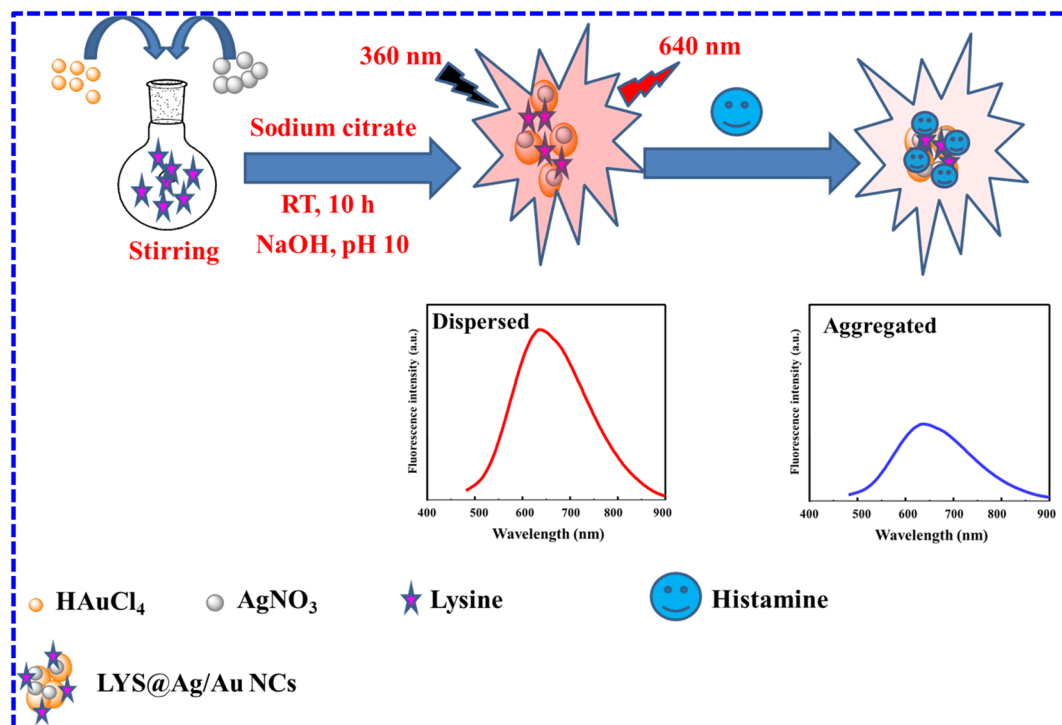 360 nm
640 nm
Sodium citrate
RT, 10 h
NaOH, pH 10
Stirring
Fluorescence intensity (a.u.)
Dispersed
400 500 600 700 800 900
Wavelength (nm)
Fluorescence intensity (a.u.)
Aggregated
400 500 600 700 800 900
Wavelength (nm)
HAuCl₄
AgNO₃
Lysine
Histamine
LYS@Ag/Au NCs